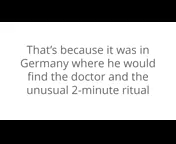 That's because it was in
Germany where he would
find the doctor and the
unusual 2-minute ritual